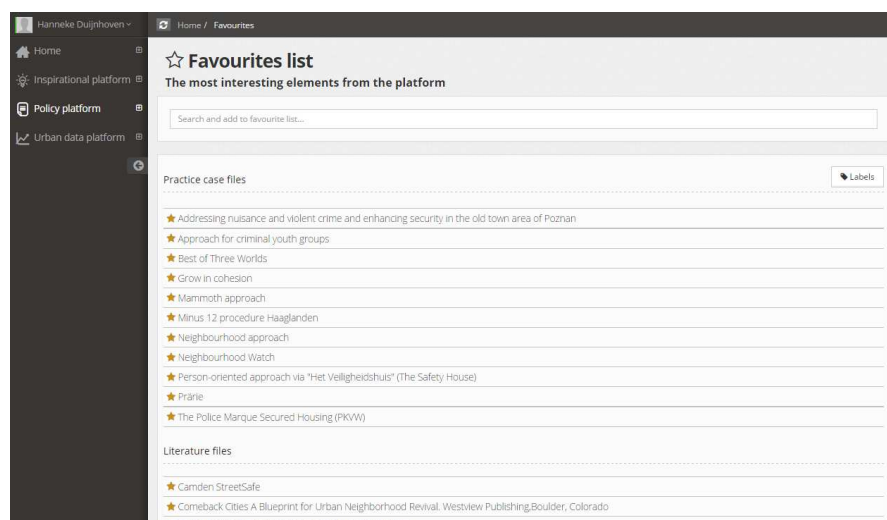 Hanneke Duijnhoven
Home / Favourites
Home
Inspirational platform
Policy platform
Urban data platform
Favourites list
The most interesting elements from the platform
Search and add to favourite list...
Practice case files
Labels
Addressing nuisance and violent crime and enhancing security in the old town area of Poznan
Approach for criminal youth groups
Best of Three Worlds
Grow in cohesion
Mammoth approach
Minus 12 procedure Haaglanden
Neighbourhood approach
Neighbourhood Watch
Person-oriented approach via "Het Veiligheidshuis" (The Safety House)
Prärie
The Police Marque Secured Housing (PKVW)
Literature files
Camden StreetSafe
Comeback Cities A Blueprint for Urban Neighborhood Revival. Westview Publishing,Boulder, Colorado